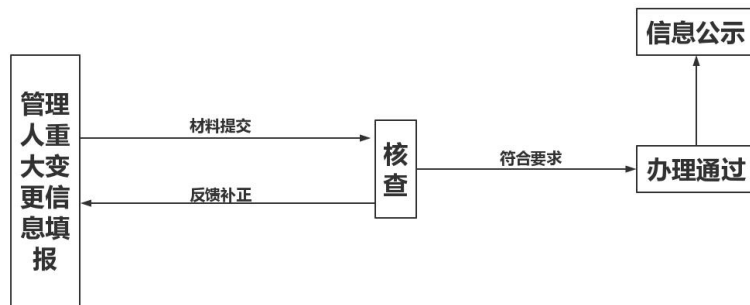 信息公示
管理
人重
大变
更信
息填
报
材料提交
反馈补正
核
查
符合要求
办理通过